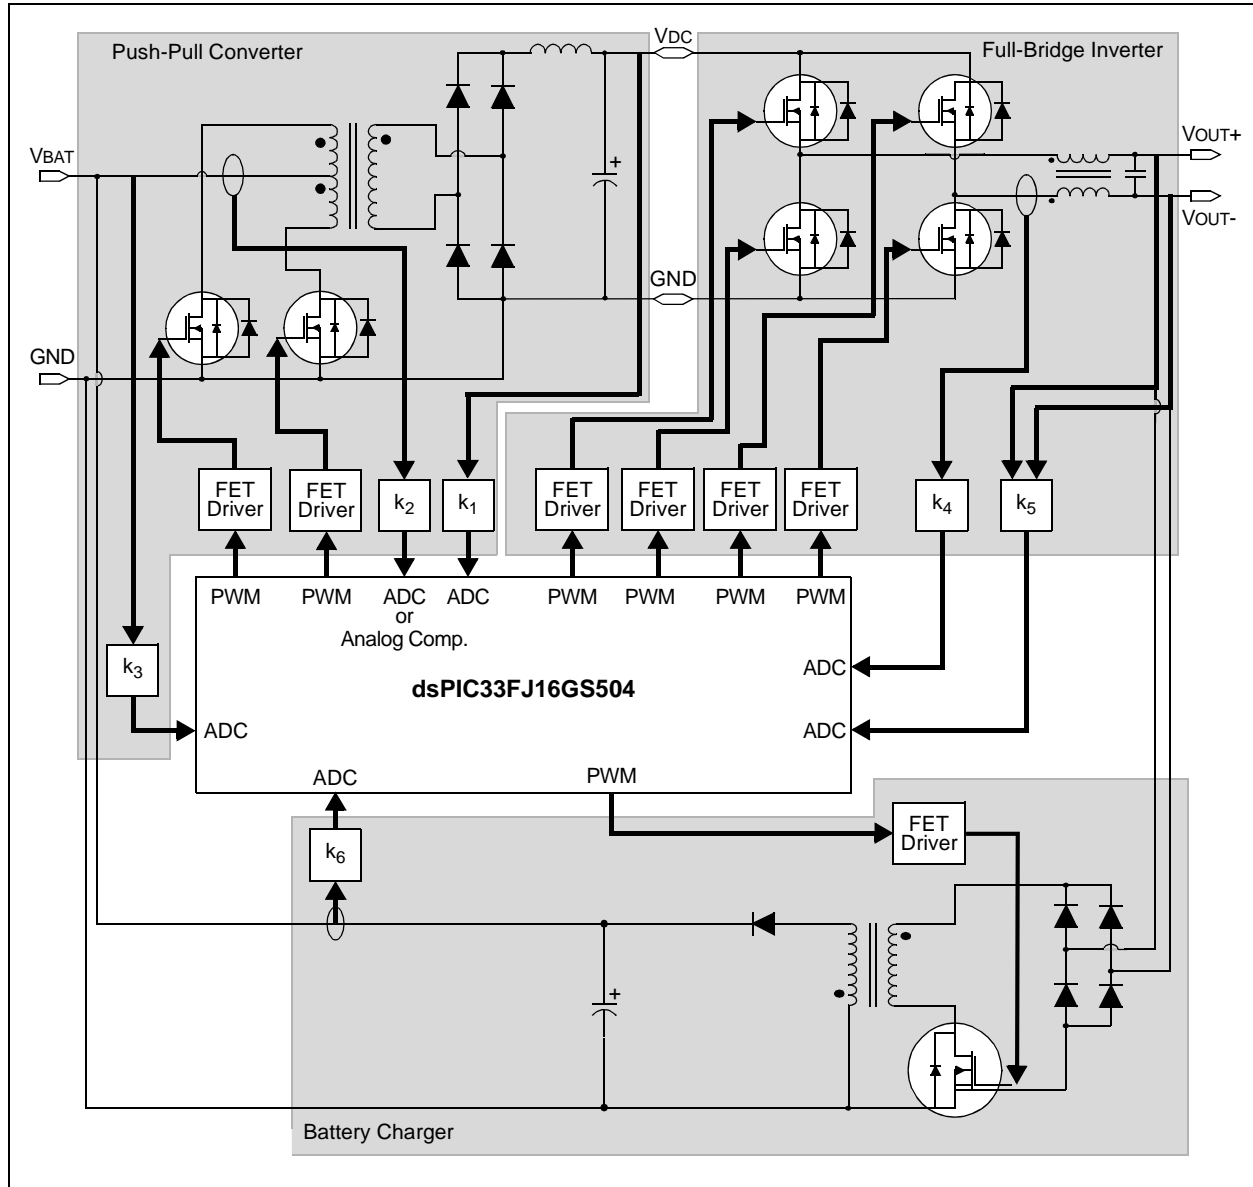 Push-Pull Converter
VDC
Full-Bridge Inverter
VBAT
VOUT+
VOUT-
GND
GND
FET
Driver
FET
Driver
k2
k1
FET
Driver
FET
Driver
FET
Driver
FET
Driver
k4
k5
PWM
PWM
ADC
or
Analog Comp.
ADC
PWM
PWM
PWM
PWM
k3
ADC
dsPIC33FJ16GS504
ADC
ADC
ADC
PWM
k6
FET
Driver
+
+
Battery Charger